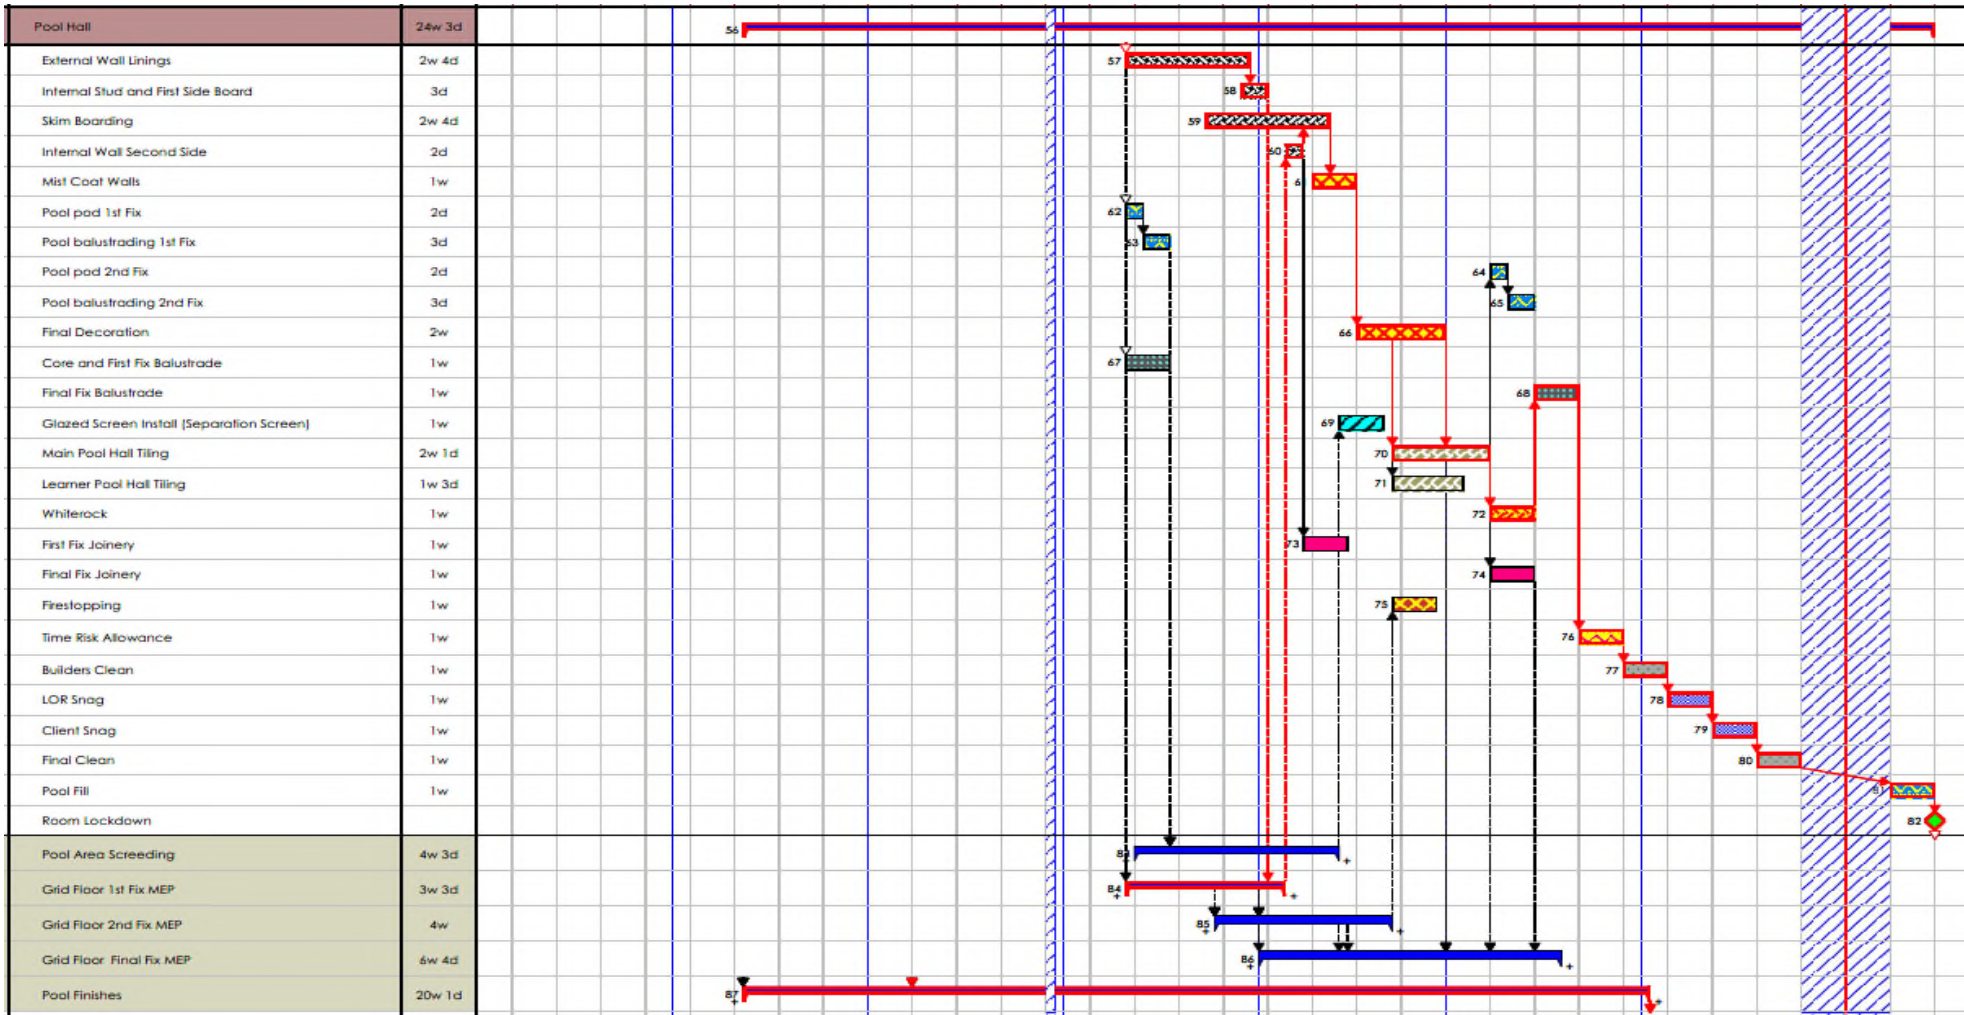 Pool Hall 24w 3d 56
External Wall Linings 2w 4d 57
Internal Stud and First Side Board 3d 58
Skim Boarding 2w 4d 59
Internal Wall Second Side 2d 60
Mist Coat Walls 1w
Pool pod 1st Fix 2d 62
Pool balustrading 1st Fix 3d 63
Pool pod 2nd Fix 2d 64
Pool balustrading 2nd Fix 3d 65
Final Decoration 2w 66
Core and First Fix Balustrade 1w 67
Final Fix Balustrade 1w 68
Glazed Screen Install (Separation Screen) 1w 69
Main Pool Hall Tiling 2w 1d 70
Learner Pool Hall Tiling 1w 3d 71
Whiterock 1w 72
First Fix Joinery 1w 73
Final Fix Joinery 1w 74
Firestopping 1w 75
Time Risk Allowance 1w 76
Builders Clean 1w 77
LOR Snag 1w 78
Client Snag 1w 79
Final Clean 1w 80
Pool Fill 1w 81
Room Lockdown 82
Pool Area Screeding 4w 3d 83
Grid Floor 1st Fix MEP 3w 3d 84
Grid Floor 2nd Fix MEP 4w 85
Grid Floor Final Fix MEP 6w 4d 86
Pool Finishes 20w 1d 87